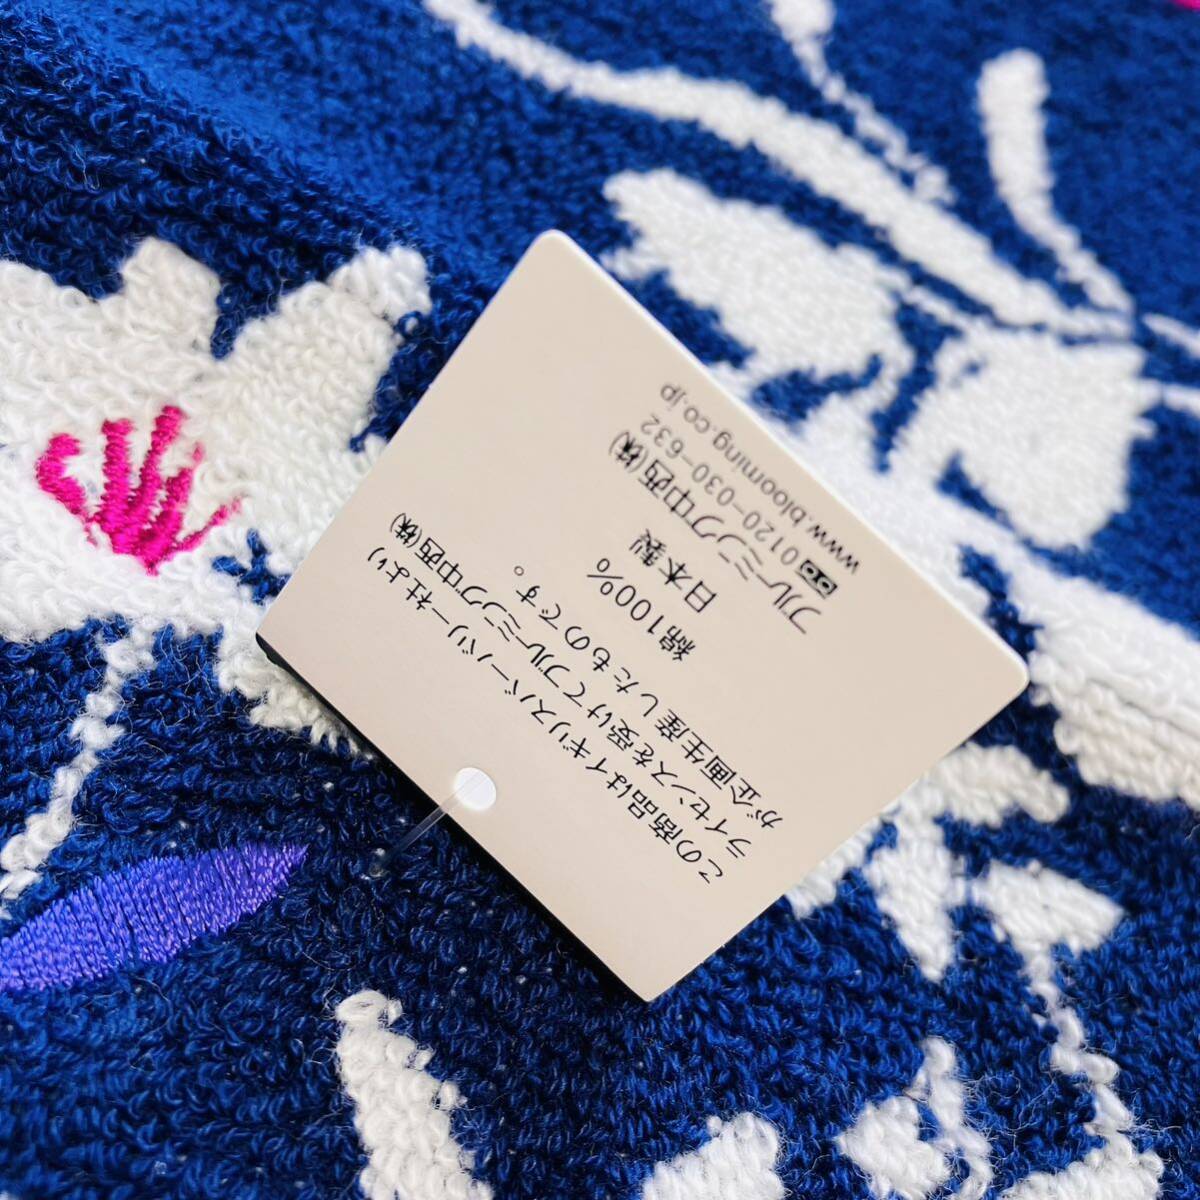 この商品はイギリスバーバリー社より
ライセンスを受けてブルーミング中西(株)
が企画生産したものです。
綿100%
日本製
ブルーミング中西(株)
0120-030-632
www.blooming.co.jp